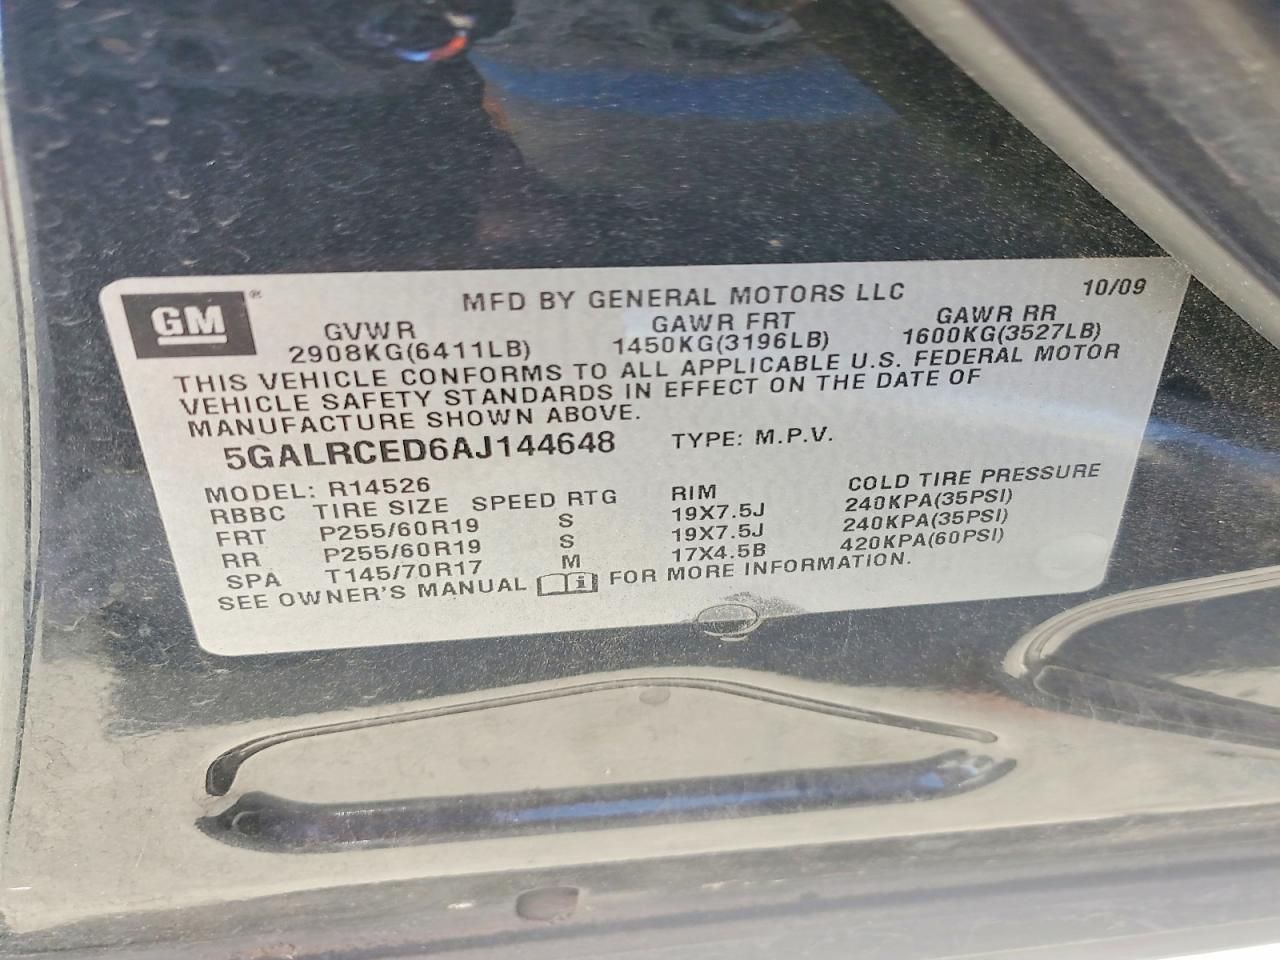 GM®
MFD BY GENERAL MOTORS LLC 10/09
GVWR GAWR FRT GAWR RR
2908KG(6411LB) 1450KG(3196LB) 1600KG(3527LB)
THIS VEHICLE CONFORMS TO ALL APPLICABLE U.S. FEDERAL MOTOR
VEHICLE SAFETY STANDARDS IN EFFECT ON THE DATE OF
MANUFACTURE SHOWN ABOVE.
5GALRCED6AJ144648 TYPE: M.P.V.
MODEL: R14526
RBBC TIRE SIZE SPEED RTG RIM COLD TIRE PRESSURE
FRT P255/60R19 S 19X7.5J 240KPA(35PSI)
RR P255/60R19 S 19X7.5J 240KPA(35PSI)
SPA T145/70R17 M 17X4.5B 420KPA(60PSI)
SEE OWNER'S MANUAL i FOR MORE INFORMATION.